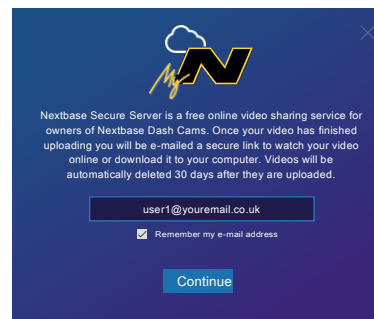 My N
Nextbase Secure Server is a free online video sharing service for
owners of Nextbase Dash Cams. Once your video has finished
uploading you will be e-mailed a secure link to watch your video
online or download it to your computer. Videos will be
automatically deleted 30 days after they are uploaded.
user1@youremail.co.uk
Remember my e-mail address
Continue